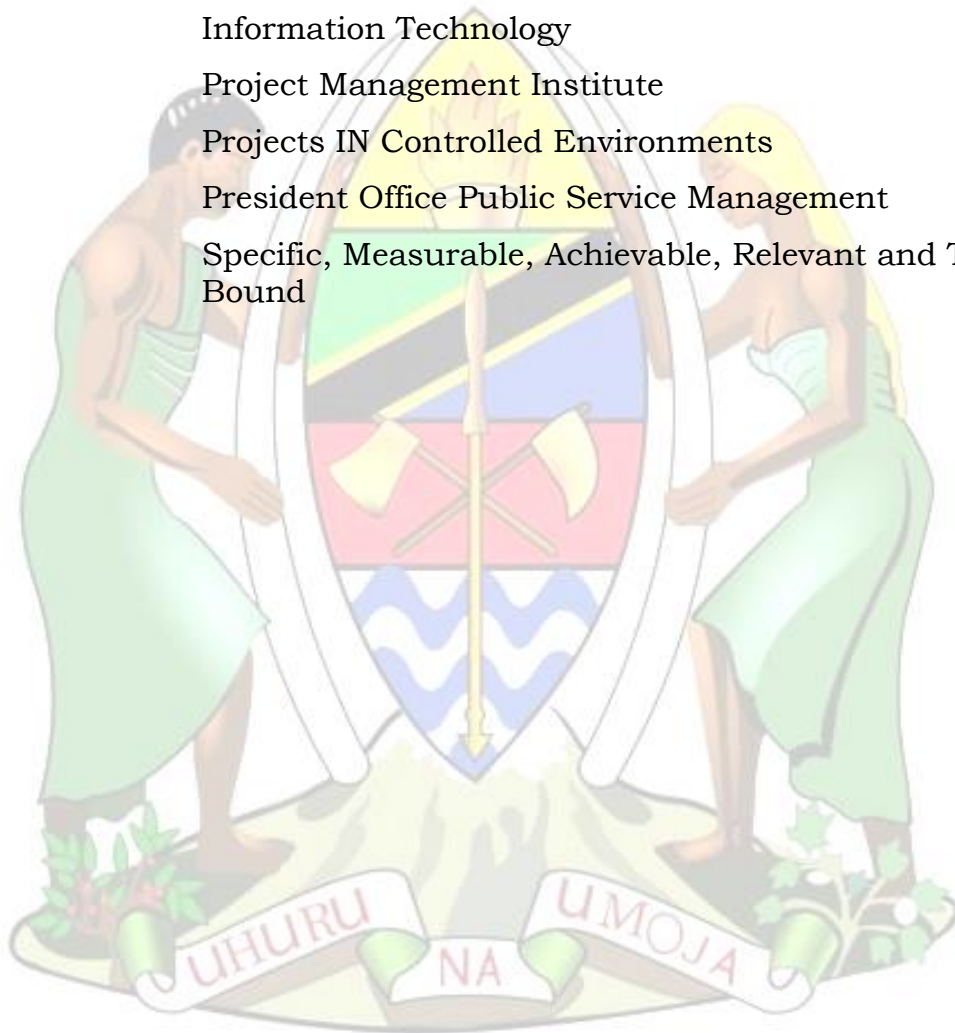 Information Technology
Project Management Institute
Projects IN Controlled Environments
President Office Public Service Management
Specific, Measurable, Achievable, Relevant and T
Bound
UHURU NA UMOJA